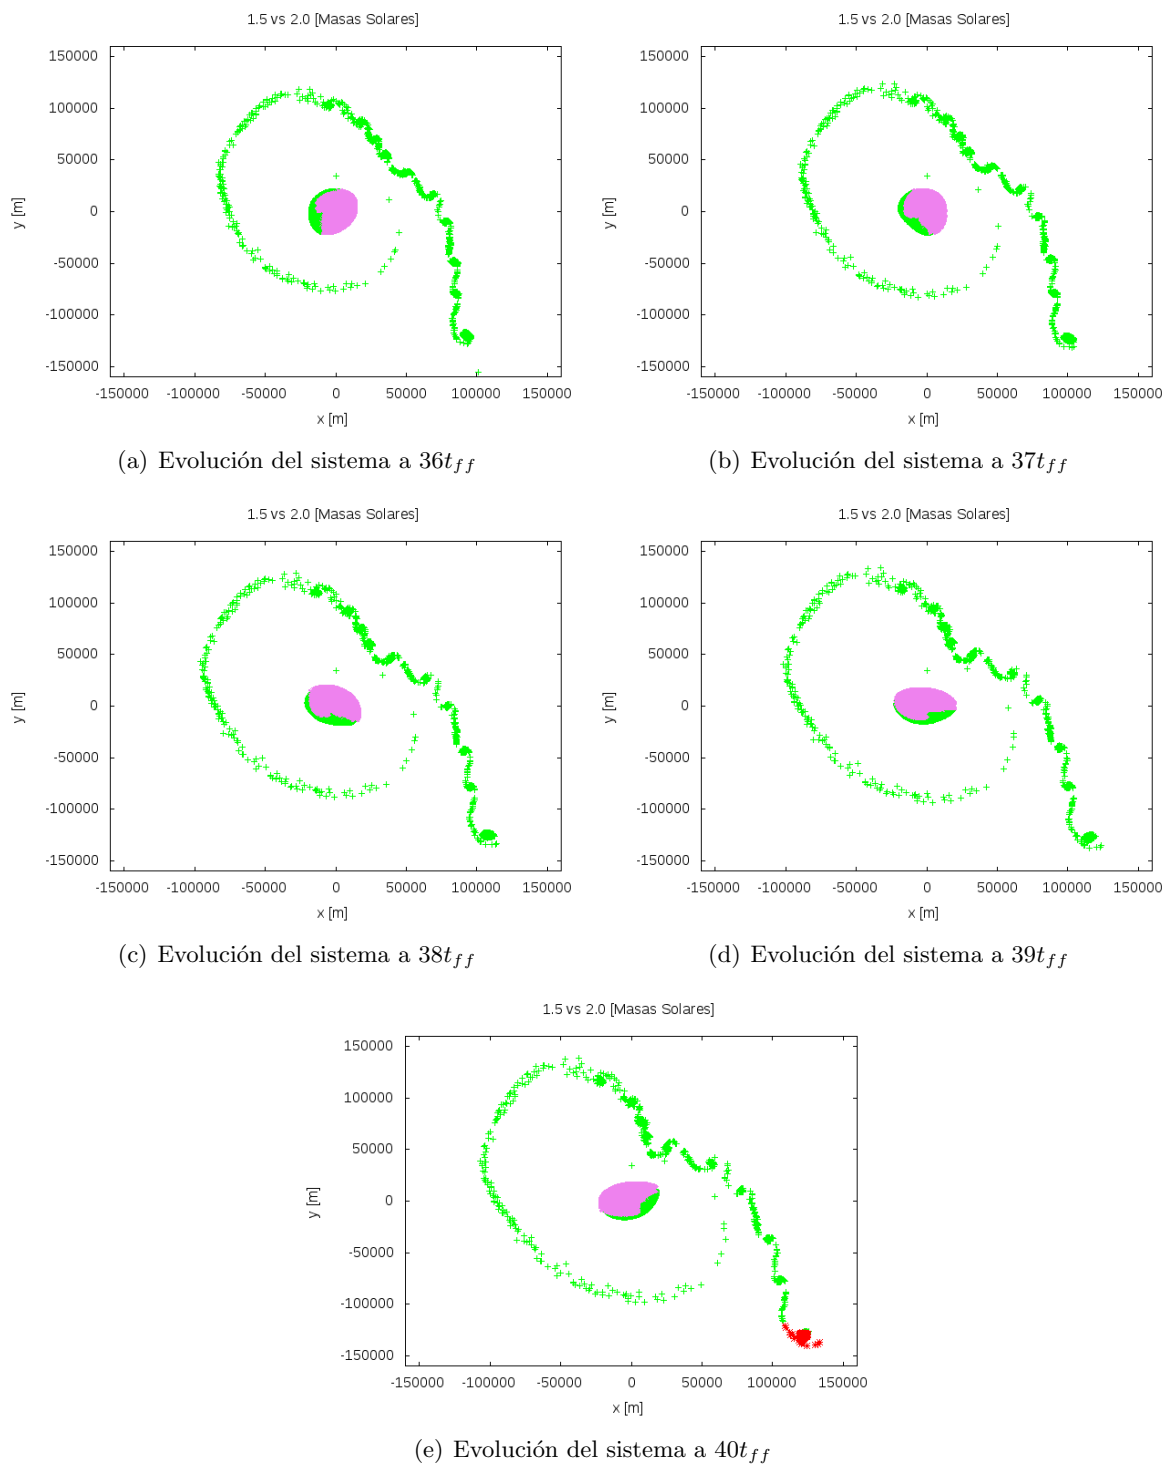 1.5 vs 2.0 [Masas Solares]
1.5 vs 2.0 [Masas Solares]
150000
100000
50000
0
-50000
-100000
-150000
y [m]
-150000 -100000 -50000 0 50000 100000 150000
x [m]
150000
100000
50000
0
-50000
-100000
-150000
y [m]
-150000 -100000 -50000 0 50000 100000 150000
x [m]
(a) Evolución del sistema a 36t_{ff}
(b) Evolución del sistema a 37t_{ff}
1.5 vs 2.0 [Masas Solares]
1.5 vs 2.0 [Masas Solares]
150000
100000
50000
0
-50000
-100000
-150000
y [m]
-150000 -100000 -50000 0 50000 100000 150000
x [m]
150000
100000
50000
0
-50000
-100000
-150000
y [m]
-150000 -100000 -50000 0 50000 100000 150000
x [m]
(c) Evolución del sistema a 38t_{ff}
(d) Evolución del sistema a 39t_{ff}
1.5 vs 2.0 [Masas Solares]
150000
100000
50000
0
-50000
-100000
-150000
y [m]
-150000 -100000 -50000 0 50000 100000 150000
x [m]
(e) Evolución del sistema a 40t_{ff}